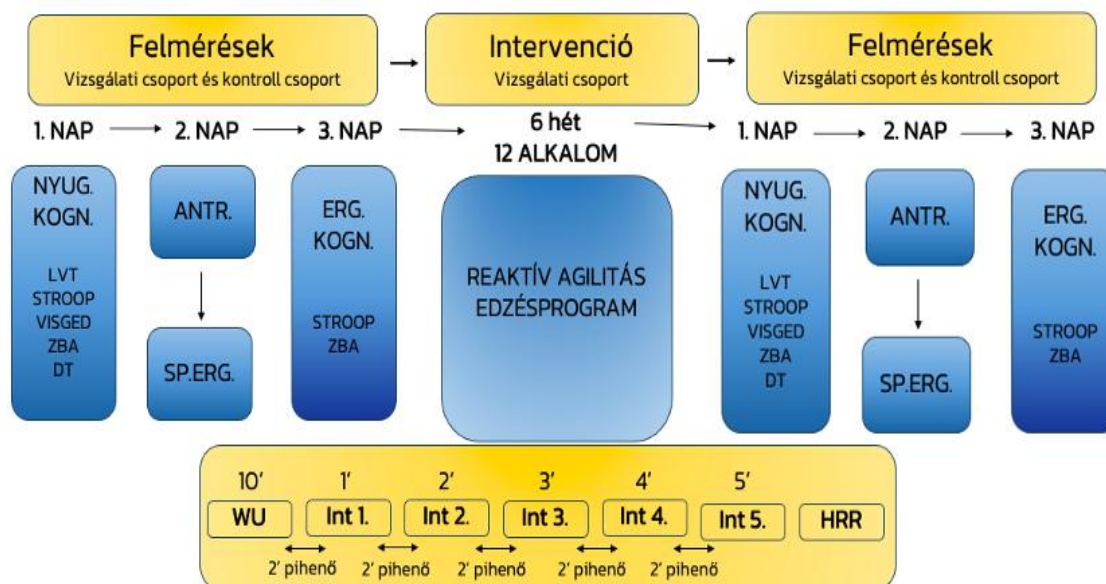 Felmérések
Vizsgálati csoport és kontroll csoport
Intervenció
Vizsgálati csoport
Felmérések
Vizsgálati csoport és kontroll csoport
1. NAP
2. NAP
3. NAP
6 hét
12 ALKALOM
1. NAP
2. NAP
3. NAP
NYUG.
KOGN.
LVT
STROOP
VISGED
ZBA
DT
ANTR.
SP.ERG.
ERG.
KOGN.
STROOP
ZBA
REAKTÍV AGILITÁS
EDZÉSPROGRAM
NYUG.
KOGN.
LVT
STROOP
VISGED
ZBA
DT
ANTR.
SP.ERG.
ERG.
KOGN.
STROOP
ZBA
10’ 1’ 2’ 3’ 4’ 5’
WU Int 1. Int 2. Int 3. Int 4. Int 5. HRR
2’ pihenő 2’ pihenő 2’ pihenő 2’ pihenő 2’ pihenő